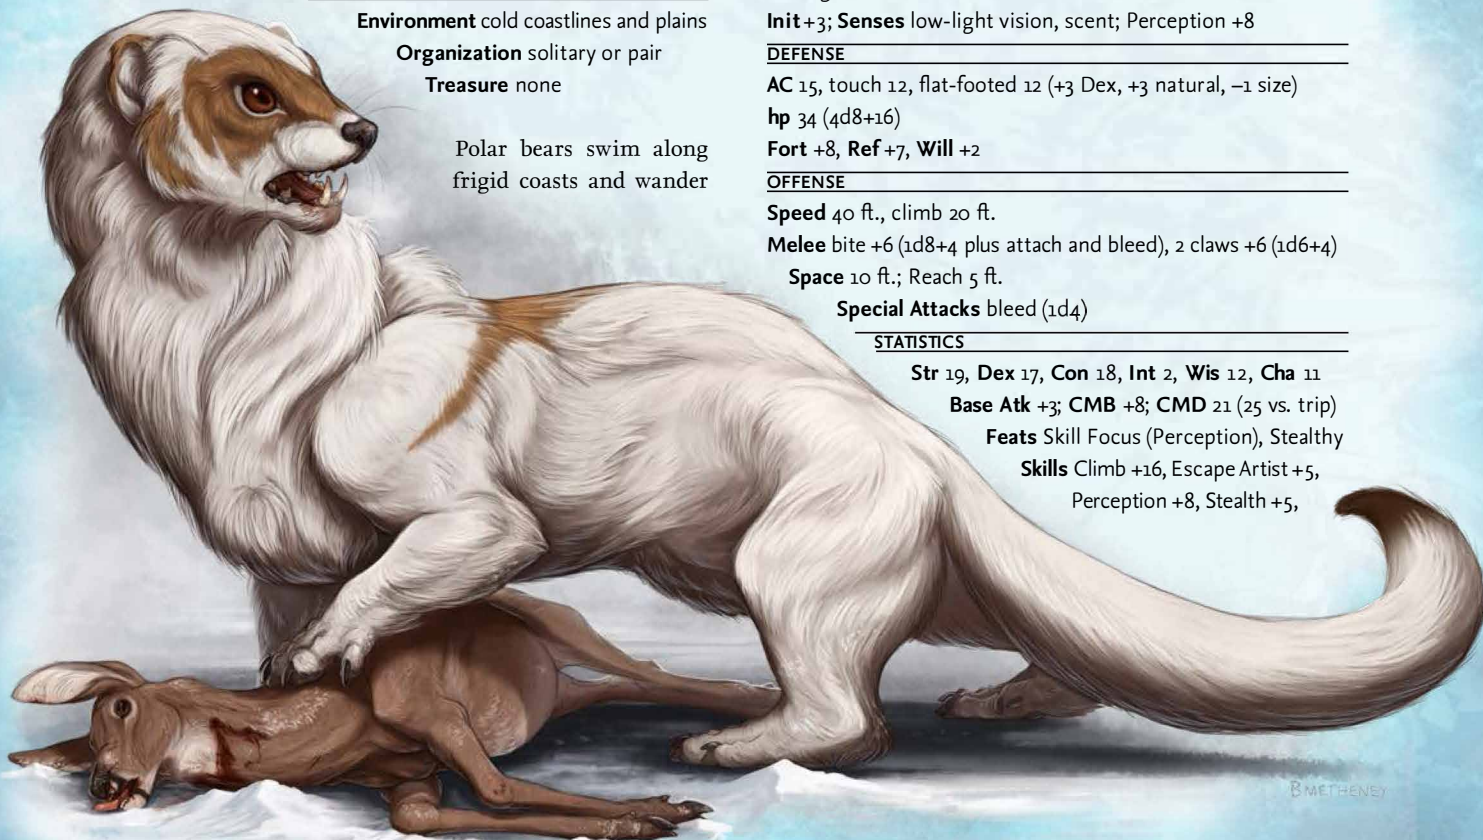 Environment cold coastlines and plains
Organization solitary or pair
Treasure none
Polar bears swim along
frigid coasts and wander
Init +3; Senses low-light vision, scent; Perception +8
DEFENSE
AC 15, touch 12, flat-footed 12 (+3 Dex, +3 natural, –1 size)
hp 34 (4d8+16)
Fort +8, Ref +7, Will +2
OFFENSE
Speed 40 ft., climb 20 ft.
Melee bite +6 (1d8+4 plus attach and bleed), 2 claws +6 (1d6+4)
Space 10 ft.; Reach 5 ft.
Special Attacks bleed (1d4)
STATISTICS
Str 19, Dex 17, Con 18, Int 2, Wis 12, Cha 11
Base Atk +3; CMB +8; CMD 21 (25 vs. trip)
Feats Skill Focus (Perception), Stealthy
Skills Climb +16, Escape Artist +5,
Perception +8, Stealth +5,
BMETHENEY